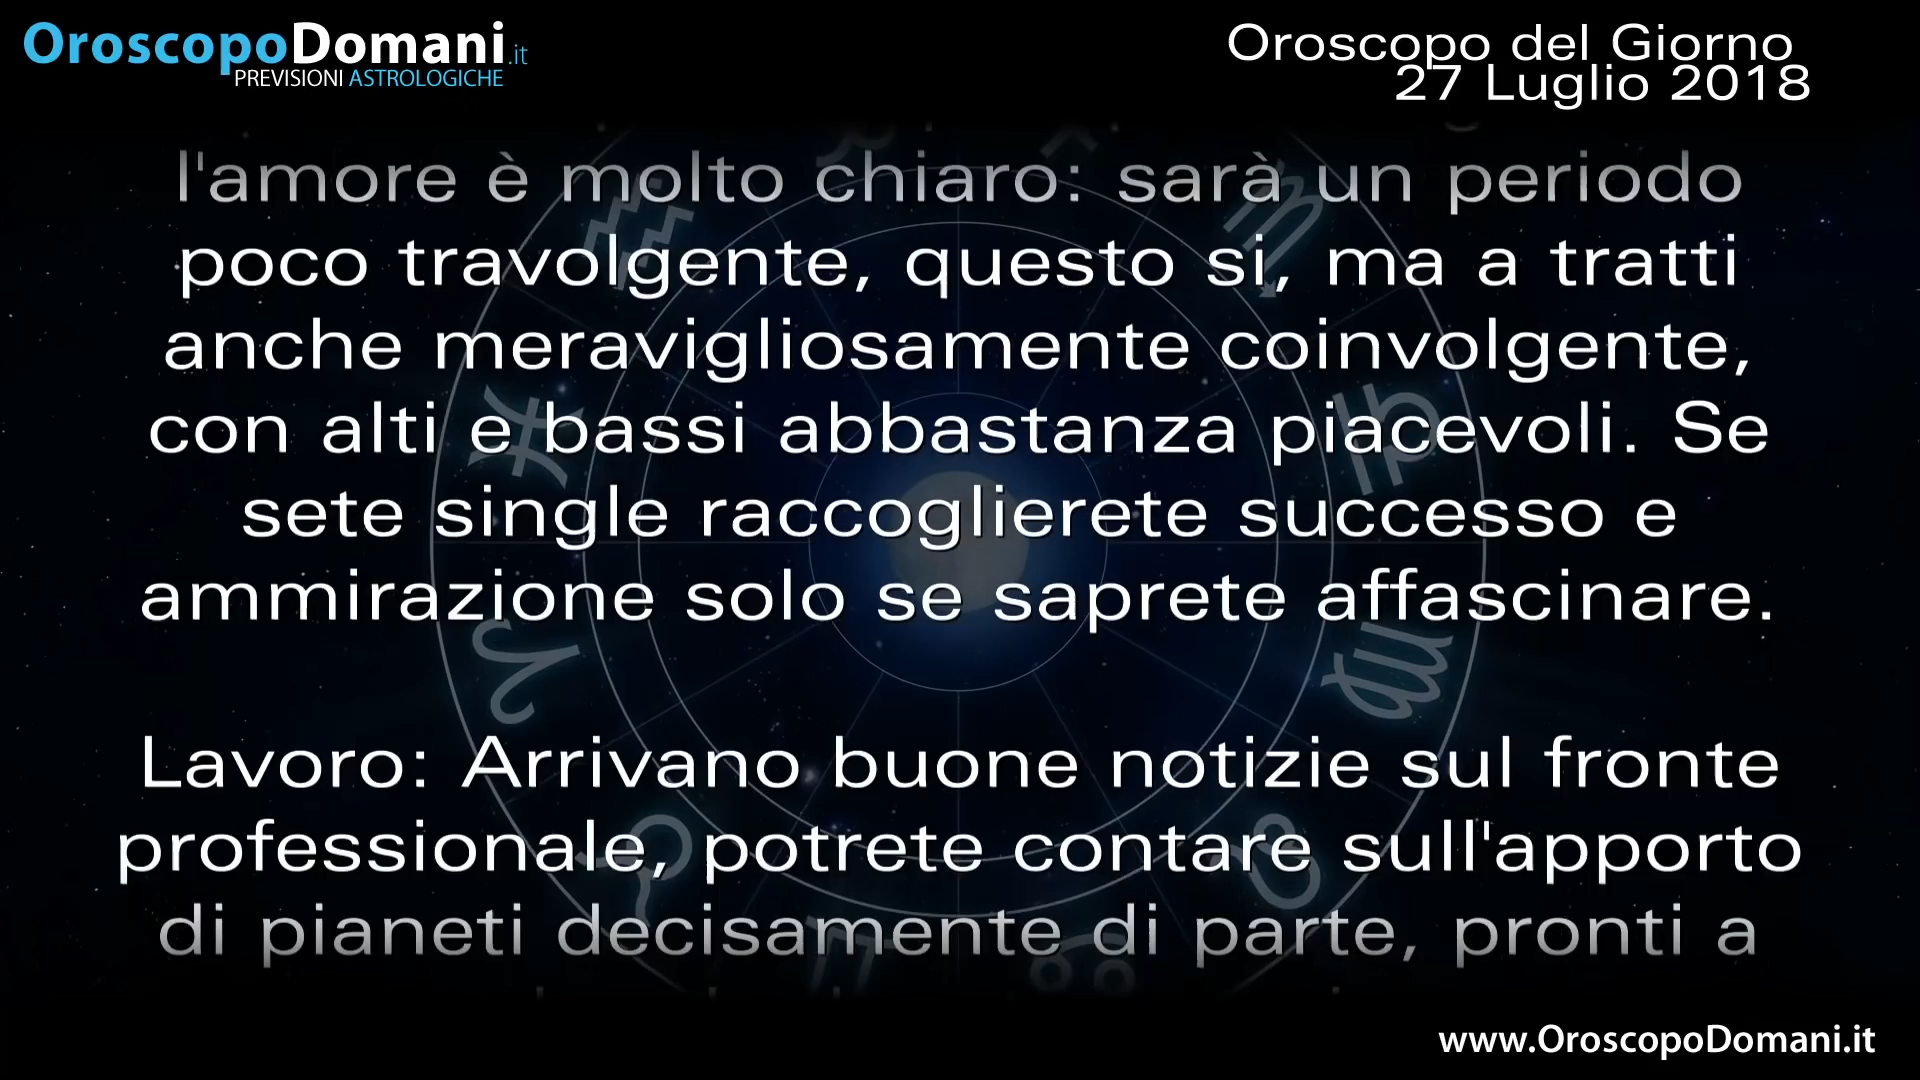 OroscopoDomani.it
PREVISIONI ASTROLOGICHE
Oroscopo del Giorno
27 Luglio 2018
l'amore è molto chiaro: sarà un periodo
poco travolgente, questo si, ma a tratti
anche meravigliosamente coinvolgente,
con alti e bassi abbastanza piacevoli. Se
sete single raccoglierete successo e
ammirazione solo se saprete affascinare.
Lavoro: Arrivano buone notizie sul fronte
professionale, potrete contare sull'apporto
di pianeti decisamente di parte, pronti a
www.OroscopoDomani.it